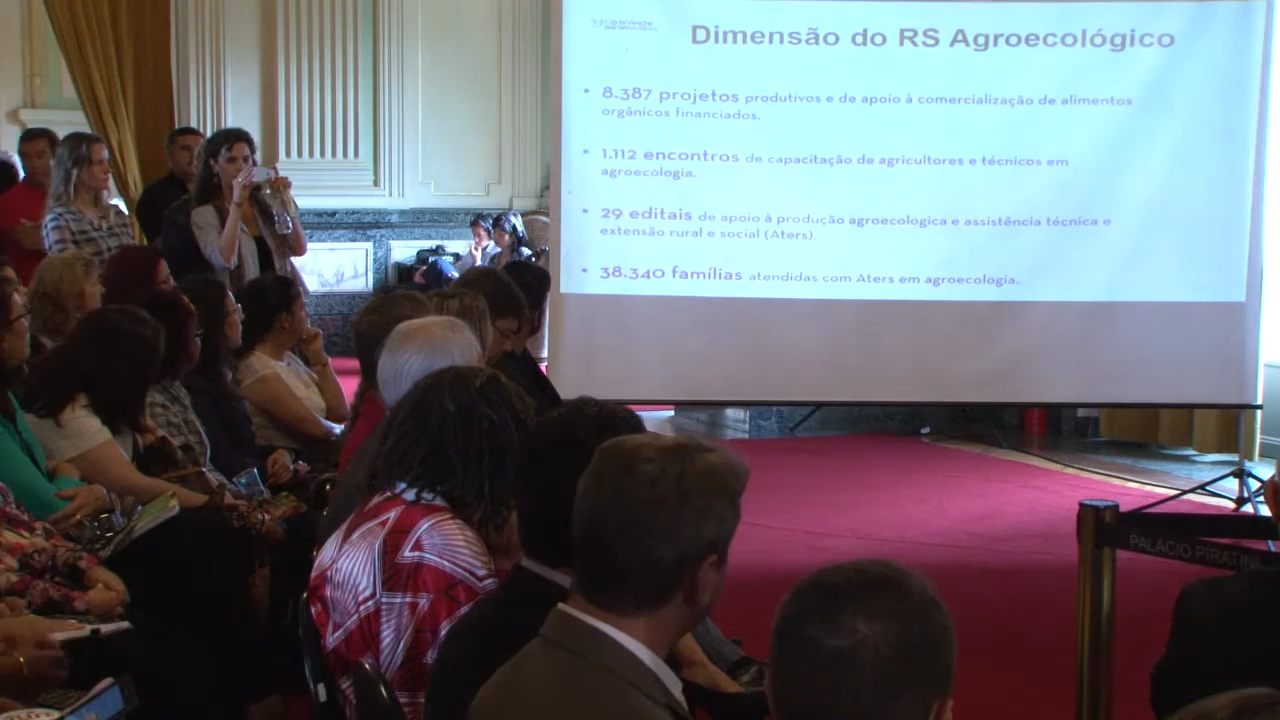 Dimensão do RS Agroecológico
• 8.387 projetos produtivos e de apoio à comercialização de alimentos
orgânicos financiados.
• 1.112 encontros de capacitação de agricultores e técnicos em
agroecologia.
• 29 editais de apoio à produção agroecologica e assistência técnica e
extensão rural e social (Aters).
• 38.340 famílias atendidas com Aters em agroecologia.
PALÁCIO PIRATINI